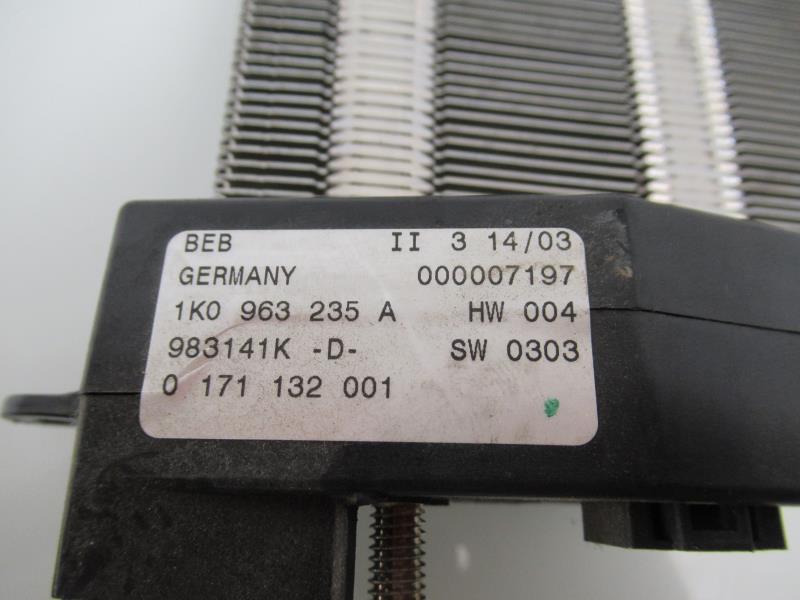 BEB II 3 14/03
GERMANY 000007197
1K0 963 235 A HW 004
983141K -D- SW 0303
0 171 132 001